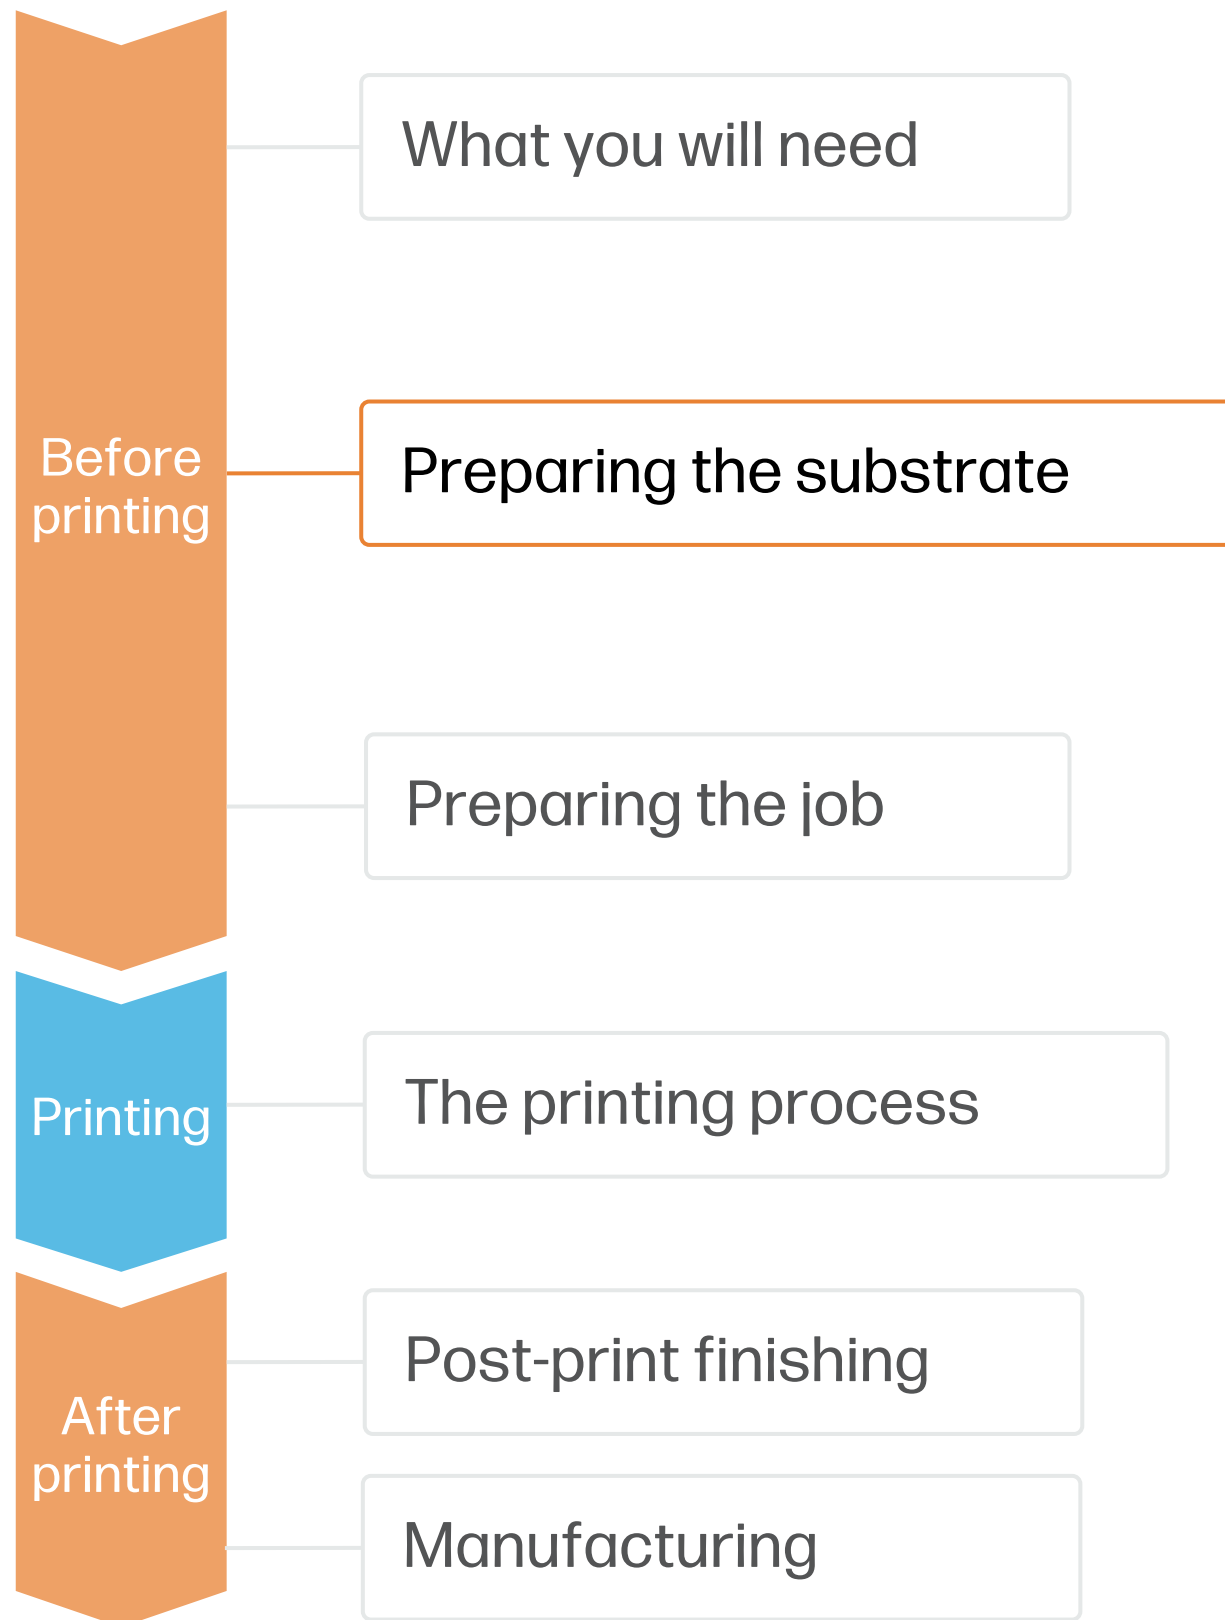 What you will need
Before
printing
Preparing the substrate
Preparing the job
Printing
The printing process
After
printing
Post-print finishing
Manufacturing